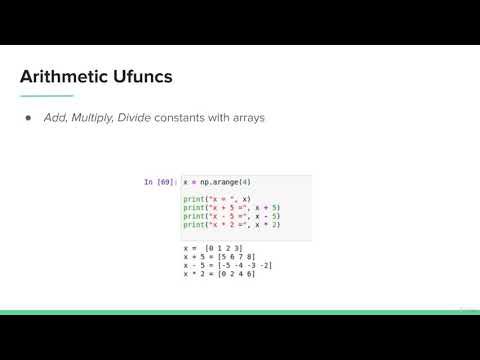 Arithmetic Ufuncs
● Add, Multiply, Divide constants with arrays
In [69]: x = np.arange(4)
print("x = ", x)
print("x + 5 =", x + 5)
print("x - 5 =", x - 5)
print("x * 2 =", x * 2)
x =  [0 1 2 3]
x + 5 = [5 6 7 8]
x - 5 = [-5 -4 -3 -2]
x * 2 = [0 2 4 6]